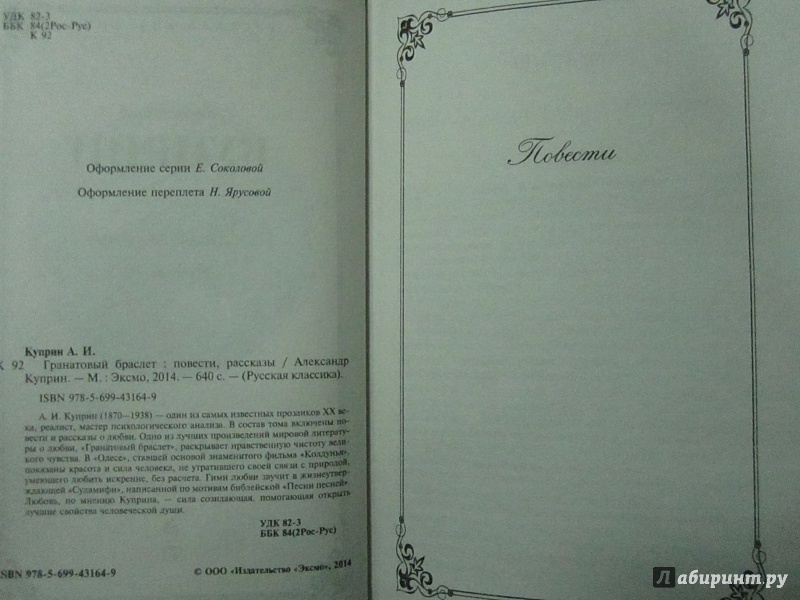 УДК 82-3
ББК 84(2Рос-Рус)
К 92
Оформление серии Е. Соколовой
Оформление переплета Н. Ярусовой
Куприн А. И.
К 92 Гранатовый браслет : повести, рассказы / Александр
Куприн. — М. : Эксмо, 2014. — 640 с. — (Русская классика).
ISBN 978-5-699-43164-9
А. И. Куприн (1870—1938) — один из самых известных прозаиков XX ве-
ка, реалист, мастер психологического анализа. В состав тома включены по-
вести и рассказы о любви. Одно из лучших произведений мировой литерату-
ры о любви, «Гранатовый браслет», раскрывает нравственную чистоту вели-
кого чувства. В «Олесе», ставшей основой знаменитого фильма «Колдунья»,
показаны красота и сила человека, не утратившего своей связи с природой,
умеющего любить искренне, без расчета. Гимн любви звучит в жизнеутвер-
ждающей «Суламифи», написанной по мотивам библейской «Песни песней».
Любовь, по мнению Куприна, — сила созидающая, помогающая открыть
лучшие свойства человеческой души.
УДК 82-3
ББК 84(2Рос-Рус)
ISBN 978-5-699-43164-9
© ООО «Издательство «Эксмо», 2014
Повести
Лабиринт.ру